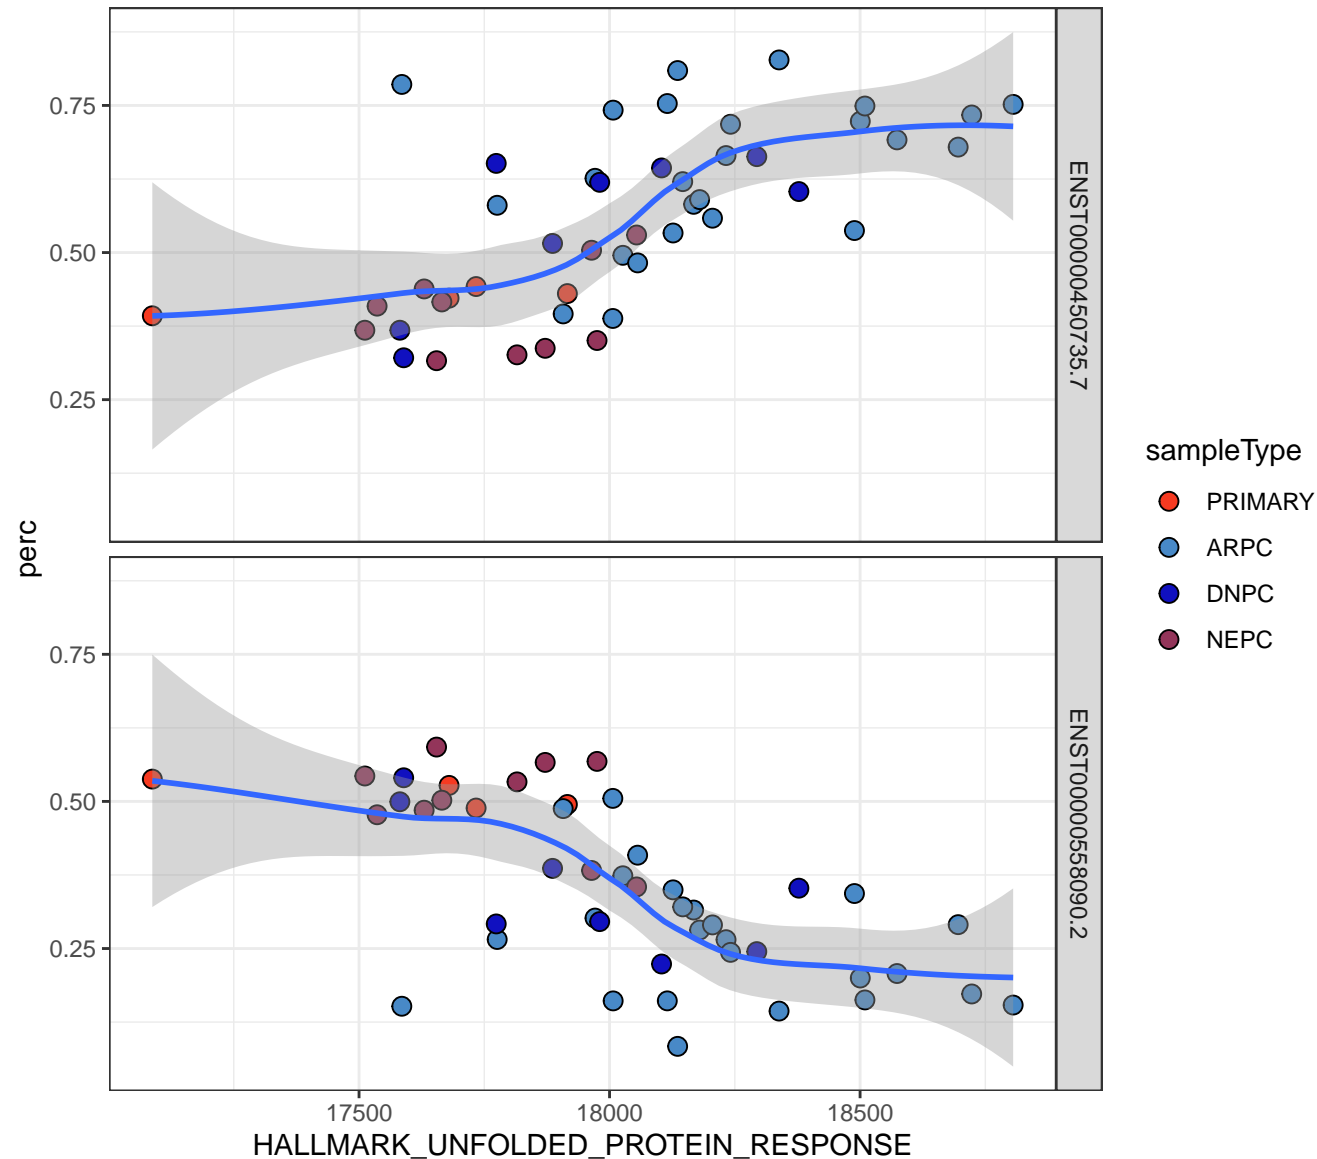 0.75
0.50
0.25
ENST00000450735.7
perc
0.75
0.50
0.25
ENST00000558090.2
17500
18000
18500
HALLMARK_UNFOLDED_PROTEIN_RESPONSE
sampleType
PRIMARY
ARPC
DNPC
NEPC